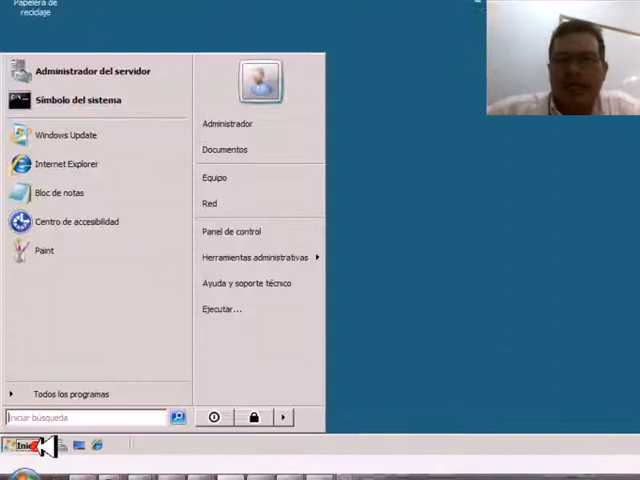 Papelera de
reciclaje
Administrador del servidor
Símbolo del sistema
Windows Update
Internet Explorer
Bloc de notas
Centro de accesibilidad
Paint
Todos los programas
Iniciar búsqueda
Administrador
Documentos
Equipo
Red
Panel de control
Herramientas administrativas
Ayuda y soporte técnico
Ejecutar...